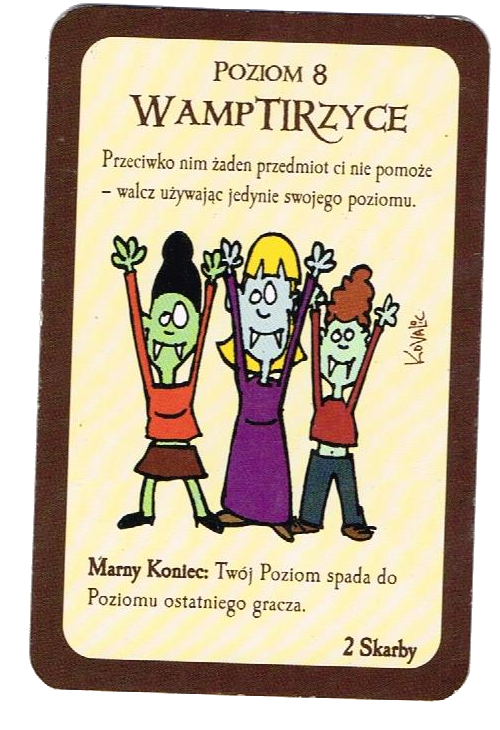 Poziom 8
WampTIRzyce
Przeciwko nim żaden przedmiot ci nie pomoże
– walcz używając jedynie swojego poziomu.
Kovalic
Marny Koniec: Twój Poziom spada do
Poziomu ostatniego gracza.
2 Skarby